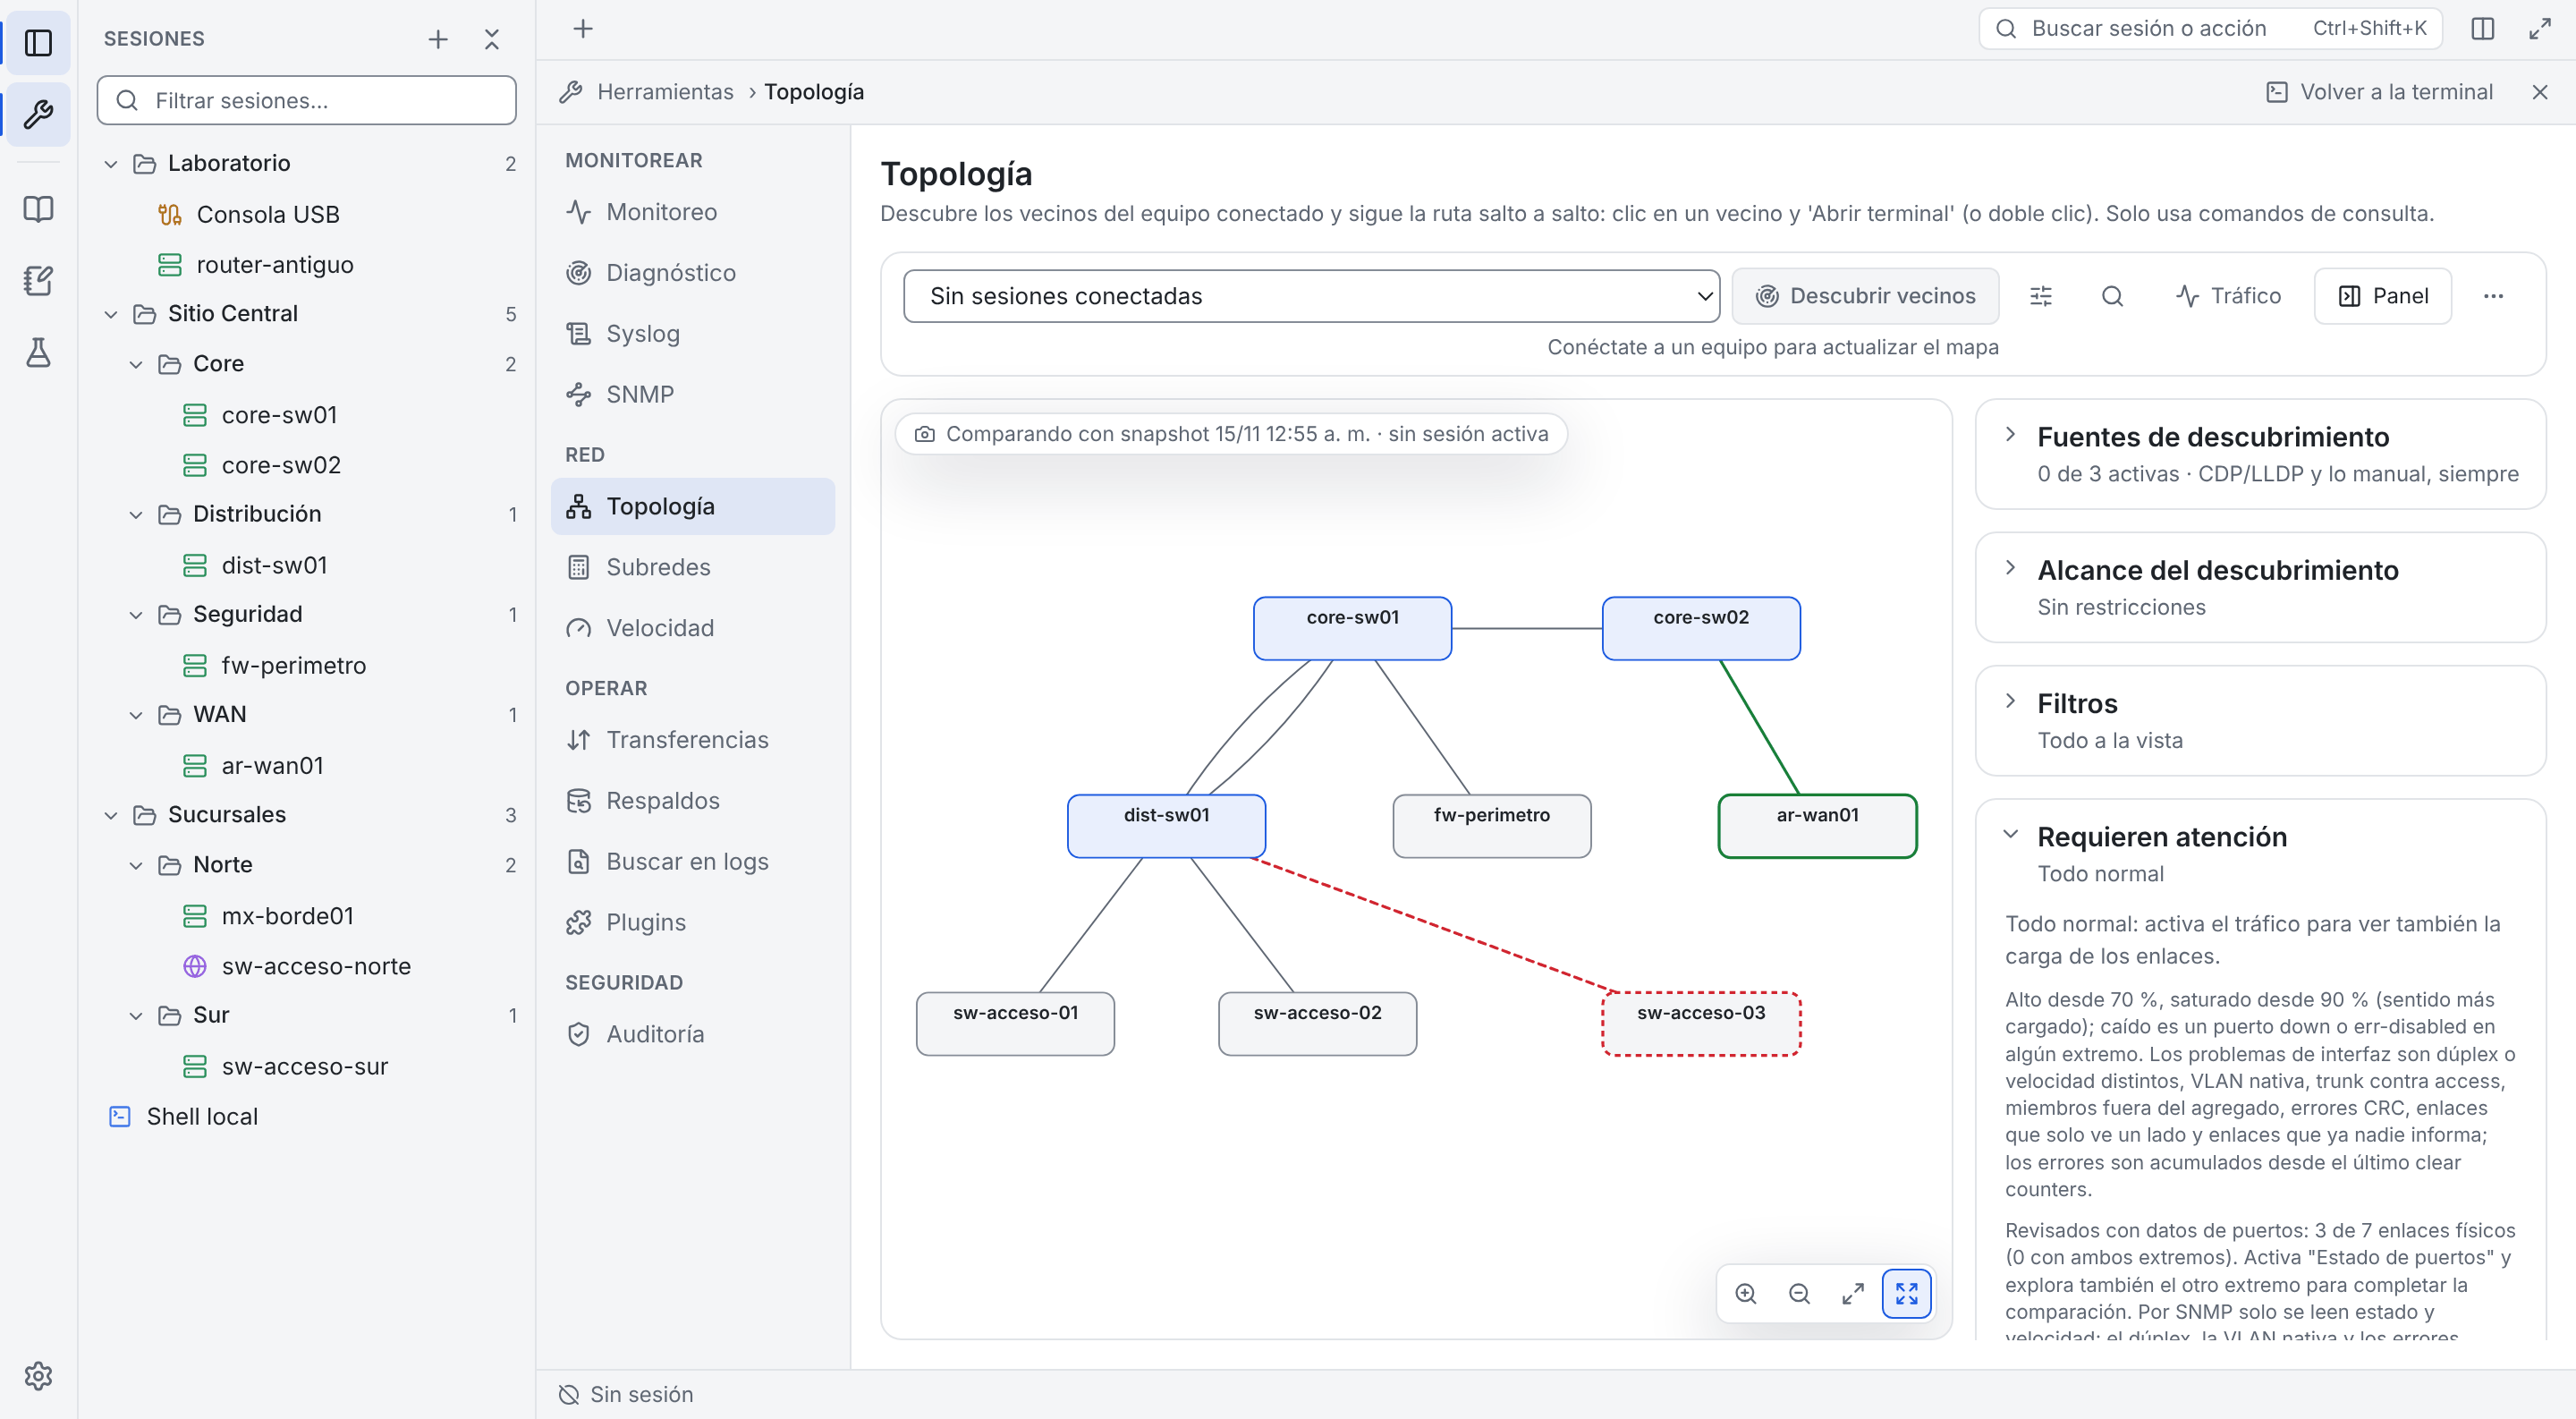 SESIONES
Filtrar sesiones...
Laboratorio 2
Consola USB
router-antiguo
Sitio Central 5
Core 2
core-sw01
core-sw02
Distribución 1
dist-sw01
Seguridad 1
fw-perimetro
WAN 1
ar-wan01
Sucursales 3
Norte 2
mx-borde01
sw-acceso-norte
Sur 1
sw-acceso-sur
Shell local
Buscar sesión o acción Ctrl+Shift+K
Herramientas › Topología
Volver a la terminal
MONITOREAR
Monitoreo
Diagnóstico
Syslog
SNMP
RED
Topología
Subredes
Velocidad
OPERAR
Transferencias
Respaldos
Buscar en logs
Plugins
SEGURIDAD
Auditoría
Topología
Descubre los vecinos del equipo conectado y sigue la ruta salto a salto: clic en un vecino y 'Abrir terminal' (o doble clic). Solo usa comandos de consulta.
Sin sesiones conectadas
Descubrir vecinos
Tráfico
Panel
Conéctate a un equipo para actualizar el mapa
Comparando con snapshot 15/11 12:55 a. m. · sin sesión activa
core-sw01
core-sw02
dist-sw01
fw-perimetro
ar-wan01
sw-acceso-01
sw-acceso-02
sw-acceso-03
Fuentes de descubrimiento
0 de 3 activas · CDP/LLDP y lo manual, siempre
Alcance del descubrimiento
Sin restricciones
Filtros
Todo a la vista
Requieren atención
Todo normal
Todo normal: activa el tráfico para ver también la
carga de los enlaces.
Alto desde 70 %, saturado desde 90 % (sentido más
cargado); caído es un puerto down o err-disabled en
algún extremo. Los problemas de interfaz son dúplex o
velocidad distintos, VLAN nativa, trunk contra access,
miembros fuera del agregado, errores CRC, enlaces
que solo ve un lado y enlaces que ya nadie informa;
los errores son acumulados desde el último clear
counters.
Revisados con datos de puertos: 3 de 7 enlaces físicos
(0 con ambos extremos). Activa "Estado de puertos" y
explora también el otro extremo para completar la
comparación. Por SNMP solo se leen estado y
velocidad; el dúplex, la VLAN nativa y los errores
Sin sesión